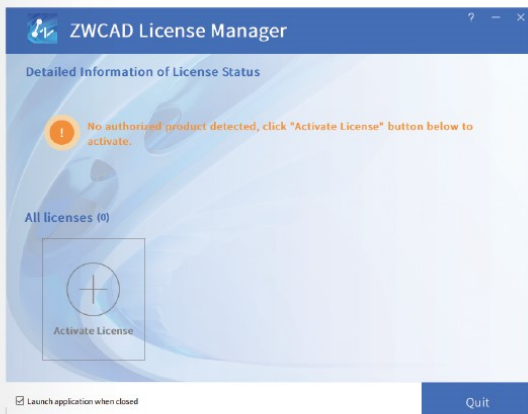 ZWCAD License Manager
Detailed Information of License Status
No authorized product detected, click "Activate License" button below to
activate.
All licenses (0)
Activate License
Launch application when closed
Quit